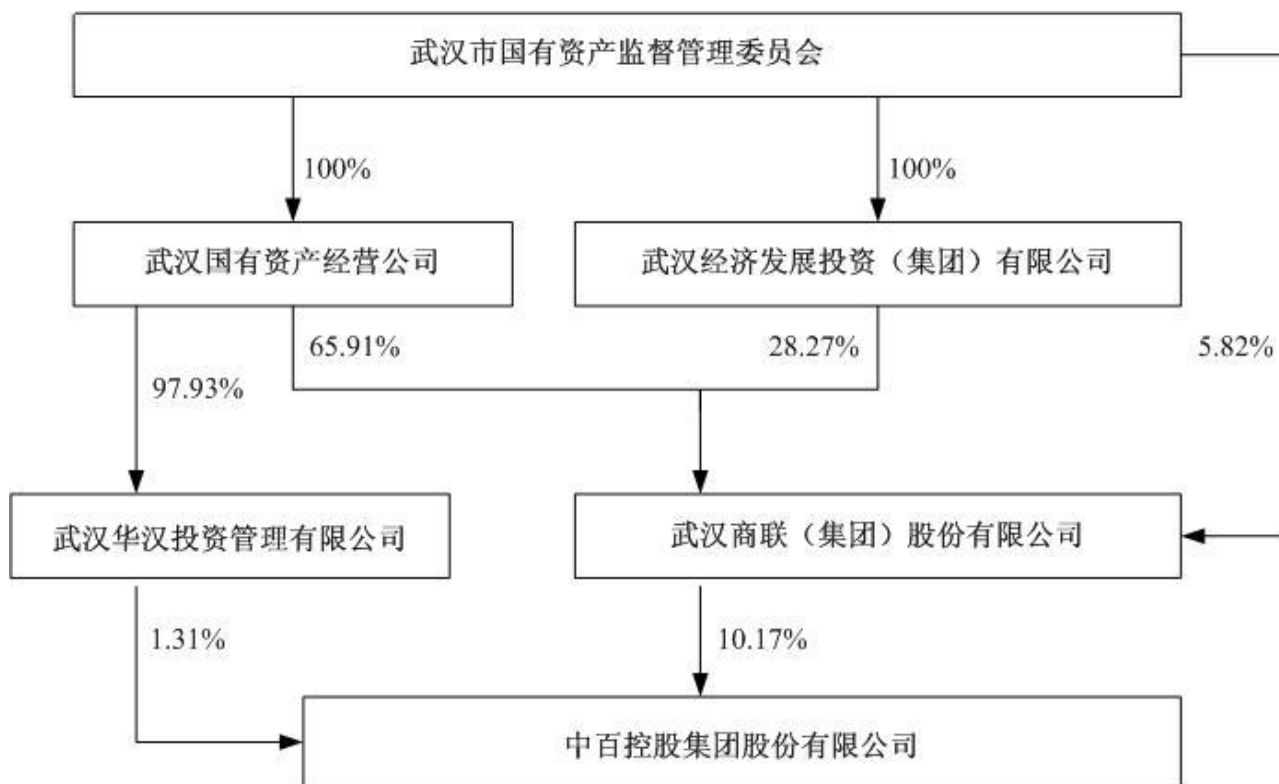 武汉市国有资产监督管理委员会
100%
100%
武汉国有资产经营公司
武汉经济发展投资（集团）有限公司
65.91%
28.27%
5.82%
97.93%
武汉华汉投资管理有限公司
武汉商联（集团）股份有限公司
1.31%
10.17%
中百控股集团股份有限公司